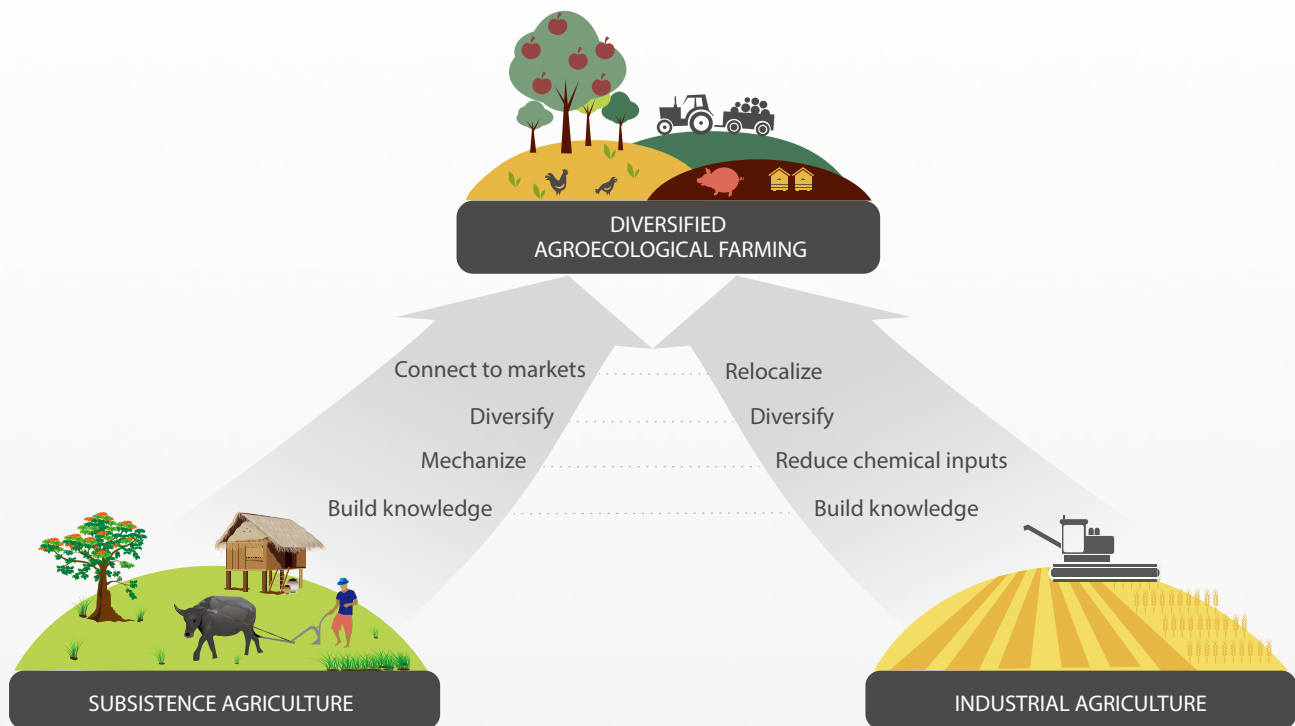 DIVERSIFIED
AGROECOLOGICAL FARMING
Connect to markets
Relocalize
Diversify
Diversify
Mechanize
Reduce chemical inputs
Build knowledge
Build knowledge
SUBSISTENCE AGRICULTURE
INDUSTRIAL AGRICULTURE